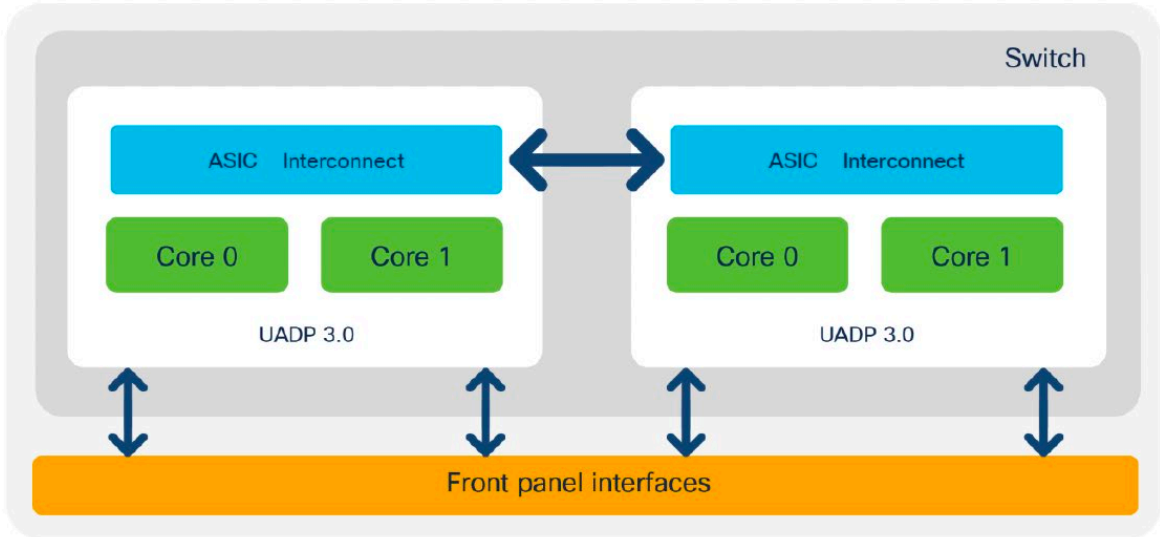 Switch
ASIC Interconnect
ASIC Interconnect
Core 0
Core 1
Core 0
Core 1
UADP 3.0
UADP 3.0
Front panel interfaces